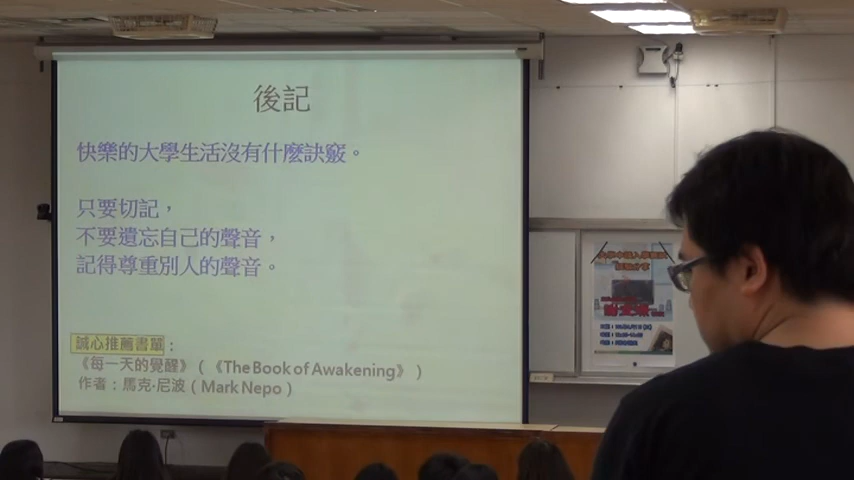 後記
快樂的大學生活沒有什麼訣竅。
只要切記，
不要遺忘自己的聲音，
記得尊重別人的聲音。
誠心推薦書單：
《每一天的覺醒》（《The Book of Awakening》）
作者：馬克‧尼波（Mark Nepo）